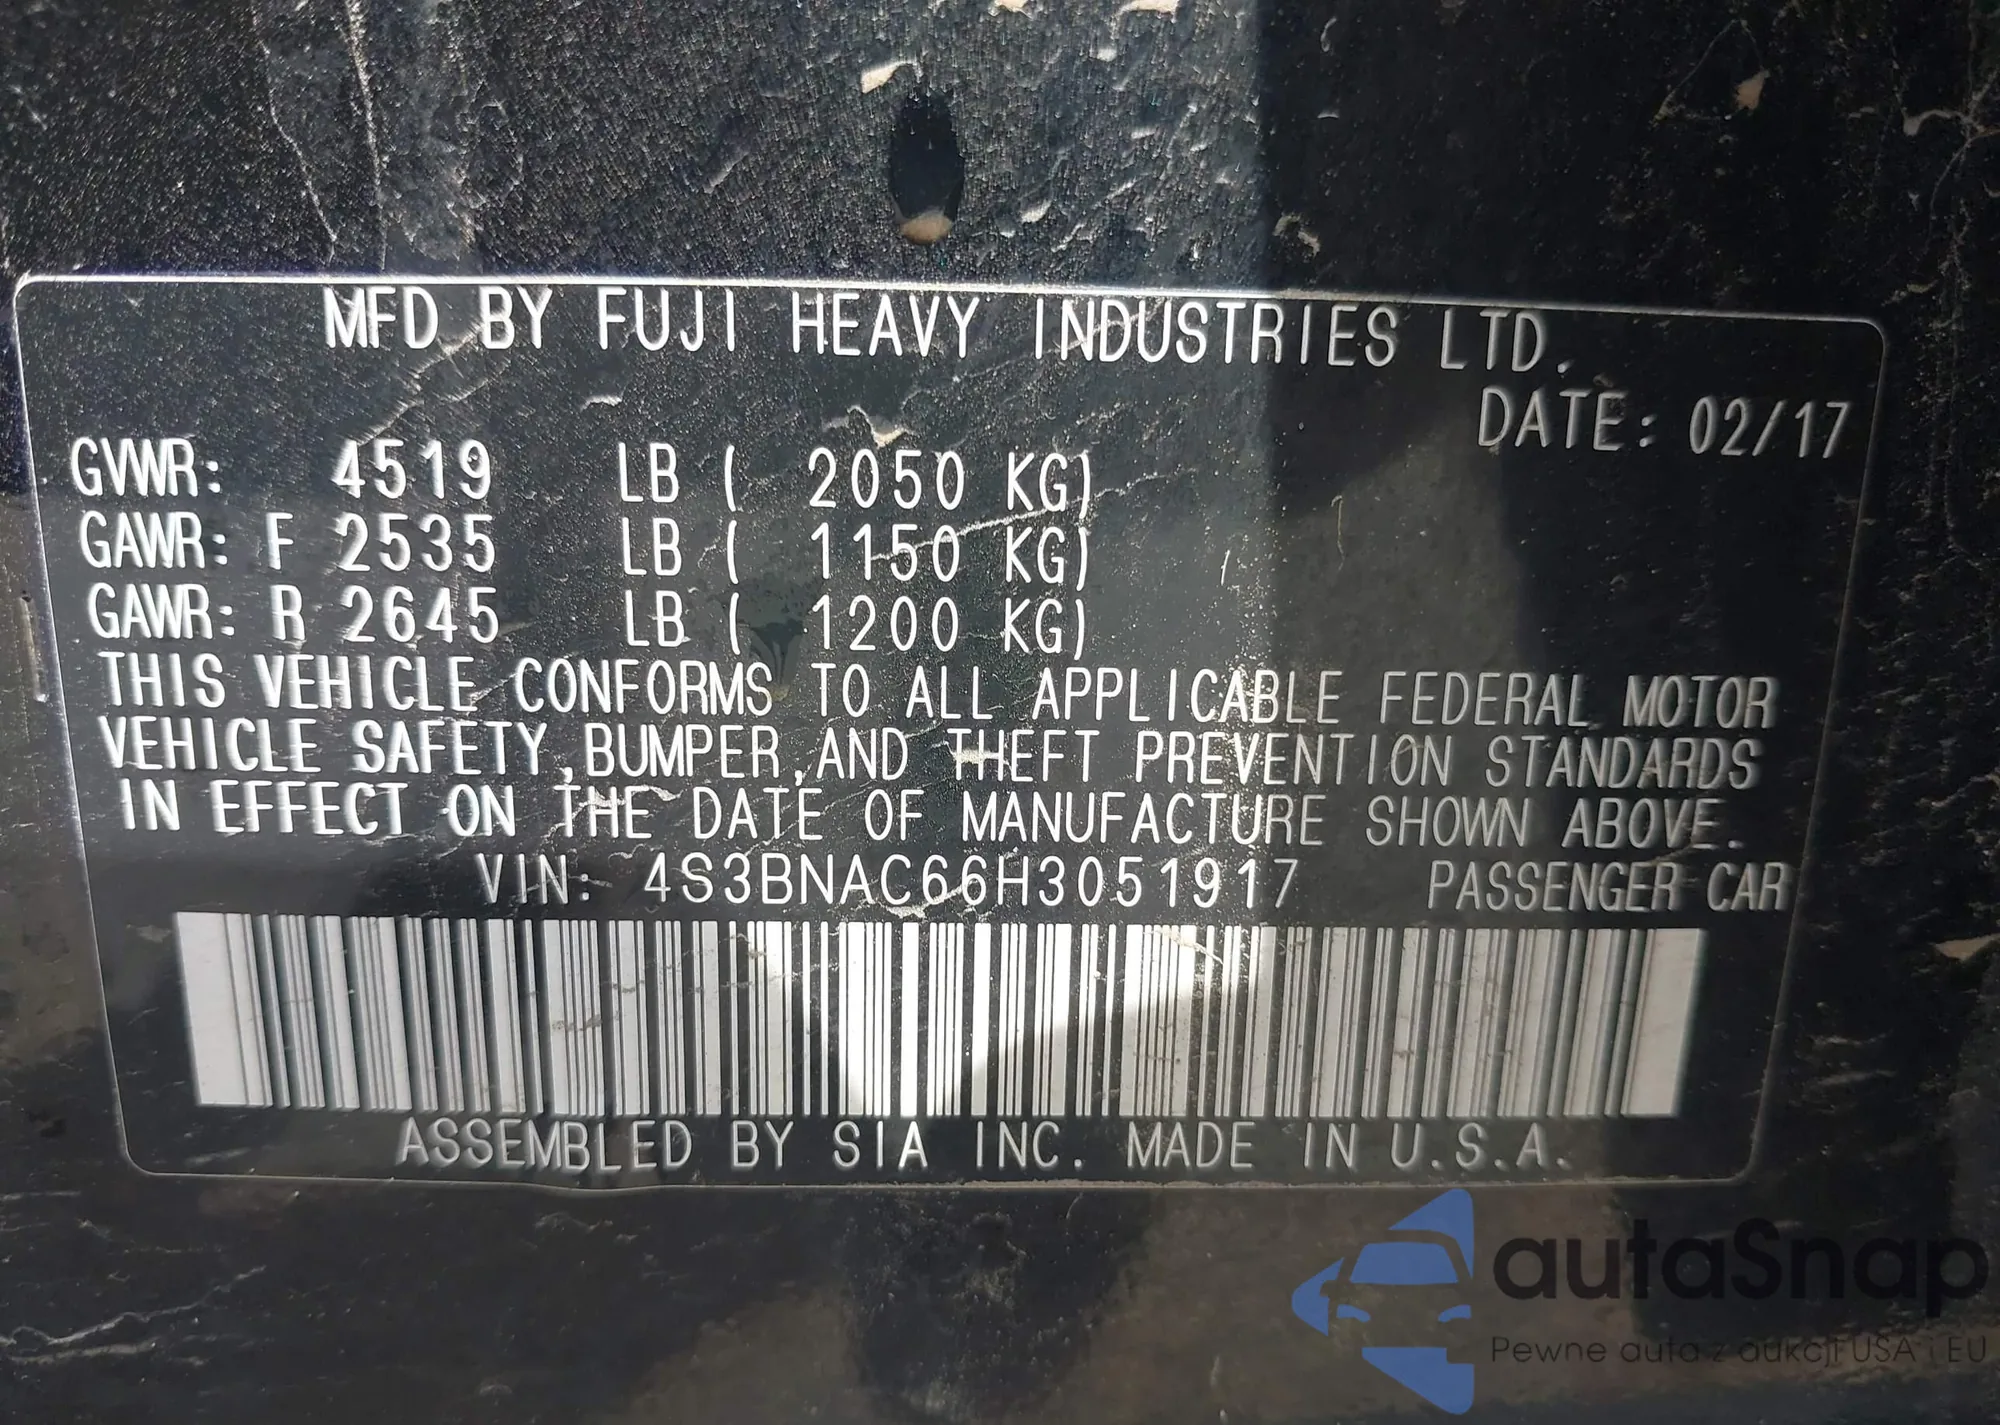 MFD BY FUJI HEAVY INDUSTRIES LTD.
DATE: 02/17
GVWR: 4519 LB ( 2050 KG)
GAWR: F 2535 LB ( 1150 KG)
GAWR: R 2645 LB ( 1200 KG)
THIS VEHICLE CONFORMS TO ALL APPLICABLE FEDERAL MOTOR
VEHICLE SAFETY,BUMPER,AND THEFT PREVENTION STANDARDS
IN EFFECT ON THE DATE OF MANUFACTURE SHOWN ABOVE.
VIN: 4S3BNAC66H3051917 PASSENGER CAR
ASSEMBLED BY SIA INC. MADE IN U.S.A.
autaSnap
Pewne auta z aukcji USA i EU